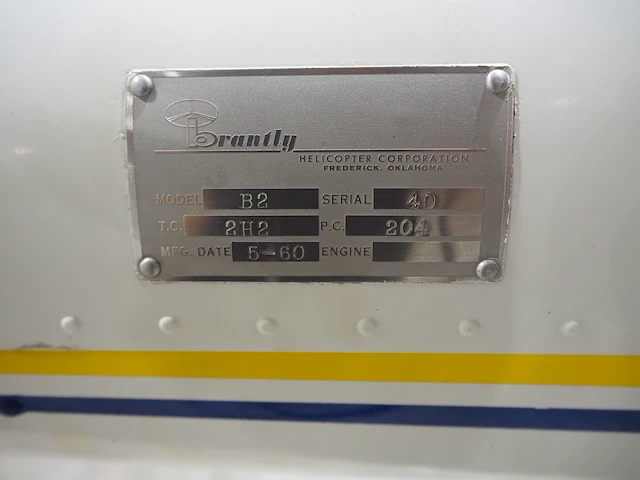 Brantly
HELICOPTER CORPORATION
FREDERICK, OKLAHOMA
MODEL B2 SERIAL 40
T.C. 2H2 P.C. 204
MFG. DATE 5-60 ENGINE